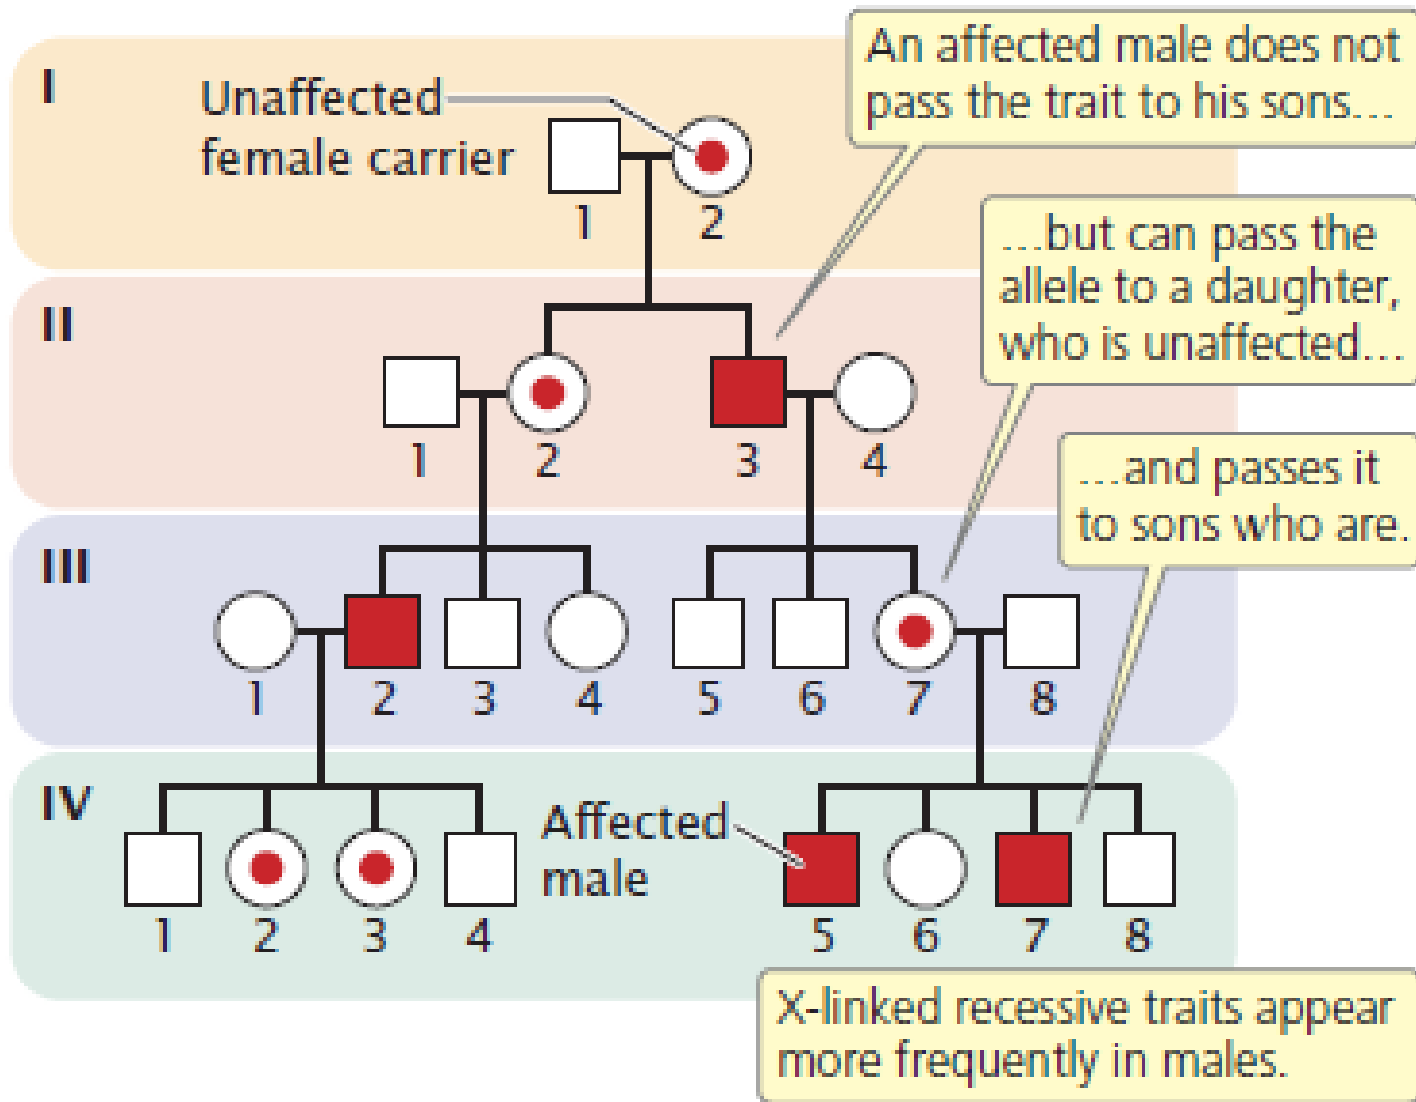 I
Unaffected
female carrier
An affected male does not
pass the trait to his sons...
1 2
...but can pass the
allele to a daughter,
who is unaffected...
II
1 2 3 4
...and passes it
to sons who are.
III
1 2 3 4 5 6 7 8
IV
Affected
male
1 2 3 4 5 6 7 8
X-linked recessive traits appear
more frequently in males.